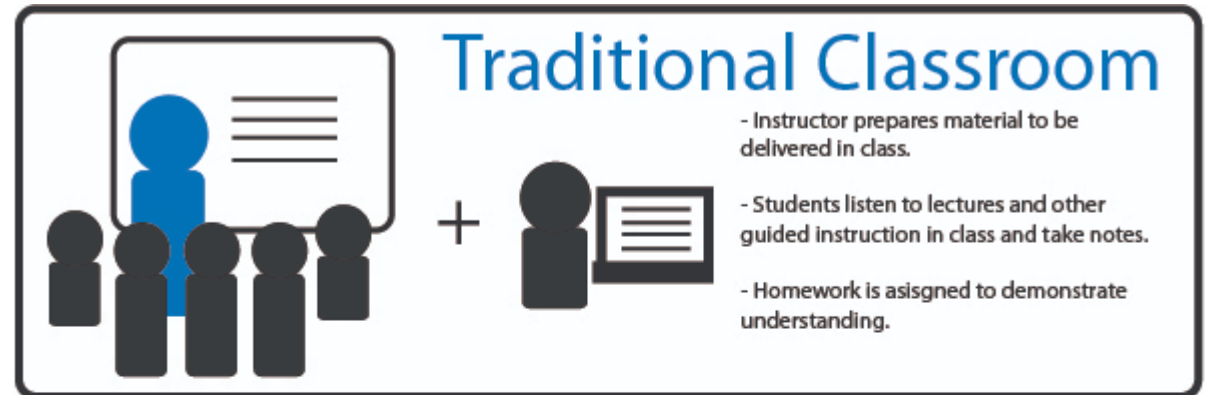 Traditional Classroom
- Instructor prepares material to be
delivered in class.
- Students listen to lectures and other
guided instruction in class and take notes.
- Homework is asisgned to demonstrate
understanding.